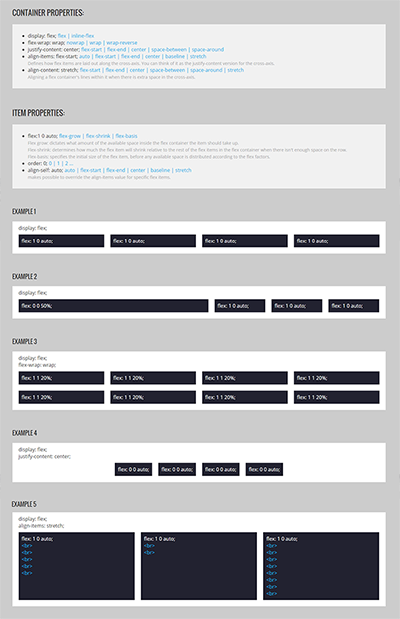 CONTAINER PROPERTIES:
display: flex; flex | inline-flex
flex-wrap: wrap; nowrap | wrap | wrap-reverse
justify-content: center; flex-start | flex-end | center | space-between | space-around
align-items: flex-start; auto | flex-start | flex-end | center | baseline | stretch
Defines how flex items are laid out along the cross axis. You can think of it as the justify-content version for the cross-axis.
align-content: stretch; flex-start | flex-end | center | space-between | space-around | stretch
Aligning a flex container's lines within it when there is extra space in the cross-axis.
ITEM PROPERTIES:
flex:1 0 auto; flex-grow | flex-shrink | flex-basis
Flex-grow: dictates what amount of the available space inside the flex container the item should take up.
Flex-shrink: determines how much the flex item will shrink relative to the rest of the flex items in the flex container when there isn't enough space on the row.
Flex-basis: specifies the initial size of the flex item, before any available space is distributed according to the flex factors.
order: 0; 0 | 1 | 2 ...
align-self: auto; auto | flex-start | flex-end | center | baseline | stretch
makes possible to override the align-items value for specific flex items.
EXAMPLE 1
display: flex;
flex: 1 0 auto; flex: 1 0 auto; flex: 1 0 auto; flex: 1 0 auto;
EXAMPLE 2
display: flex;
flex: 0 0 50%; flex: 1 0 auto; flex: 1 0 auto; flex: 1 0 auto;
EXAMPLE 3
display: flex;
flex-wrap: wrap;
flex: 1 1 20%; flex: 1 1 20%; flex: 1 1 20%; flex: 1 1 20%;
flex: 1 1 20%; flex: 1 1 20%; flex: 1 1 20%; flex: 1 1 20%;
EXAMPLE 4
display: flex;
justify-content: center;
flex: 0 0 auto; flex: 0 0 auto; flex: 0 0 auto; flex: 0 0 auto;
EXAMPLE 5
display: flex;
align-items: stretch;
flex: 1 0 auto; flex: 1 0 auto; flex: 1 0 auto;
<br> <br> <br>
<br> <br> <br>
<br> <br>
<br> <br>
<br> <br>
<br>
<br>
<br>